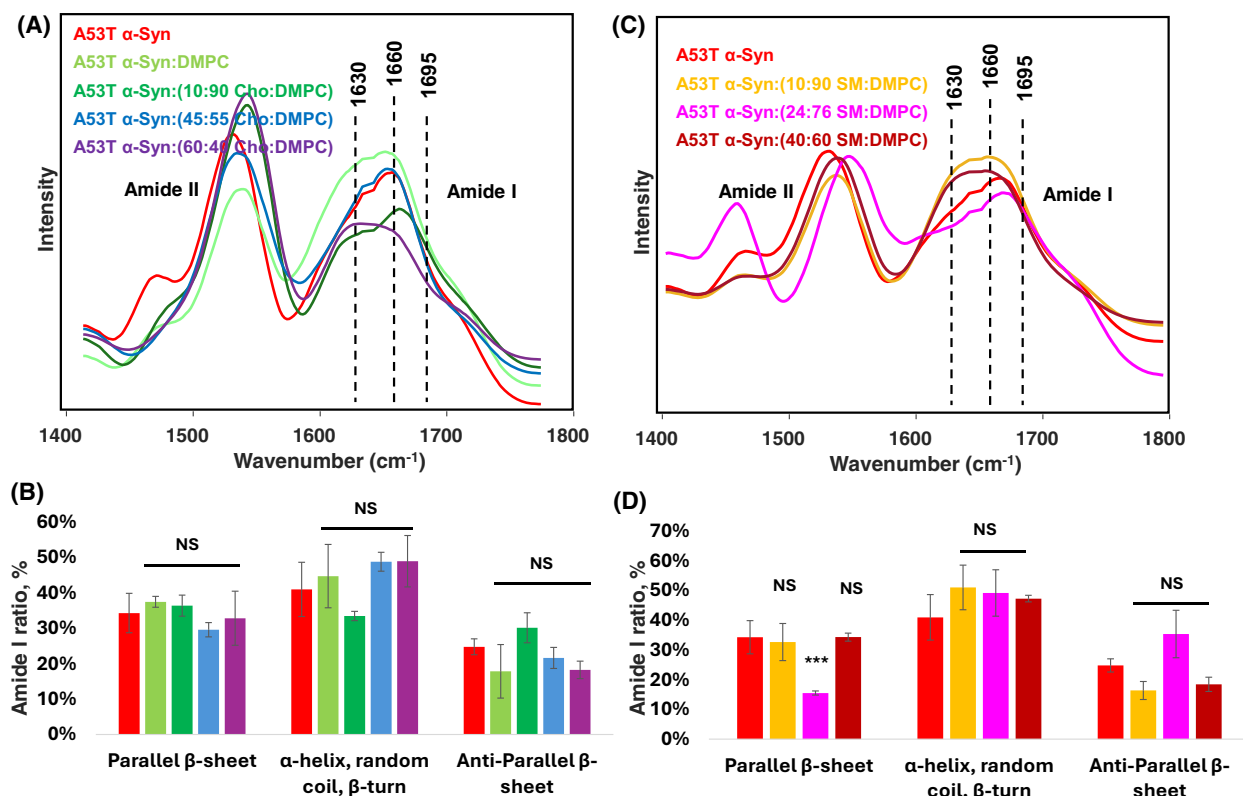 (A)
A53T α-Syn
A53T α-Syn:DMPC
A53T α-Syn:(10:90 Cho:DMPC)
A53T α-Syn:(45:55 Cho:DMPC)
A53T α-Syn:(60:40 Cho:DMPC)
1630
1660
1695
Amide II
Amide I
Intensity
1400
1500
1600
1700
1800
Wavenumber (cm⁻¹)
(C)
A53T α-Syn
A53T α-Syn:(10:90 SM:DMPC)
A53T α-Syn:(24:76 SM:DMPC)
A53T α-Syn:(40:60 SM:DMPC)
1630
1660
1695
Amide II
Amide I
Intensity
1400
1500
1600
1700
1800
Wavenumber (cm⁻¹)
(B)
60%
50%
40%
30%
20%
10%
0%
Amide I ratio, %
NS
NS
NS
Parallel β-sheet
α-helix, random
coil, β-turn
Anti-Parallel β-
sheet
(D)
70%
60%
50%
40%
30%
20%
10%
0%
Amide I ratio, %
NS
***
NS
NS
NS
Parallel β-sheet
α-helix, random
coil, β-turn
Anti-Parallel β-
sheet